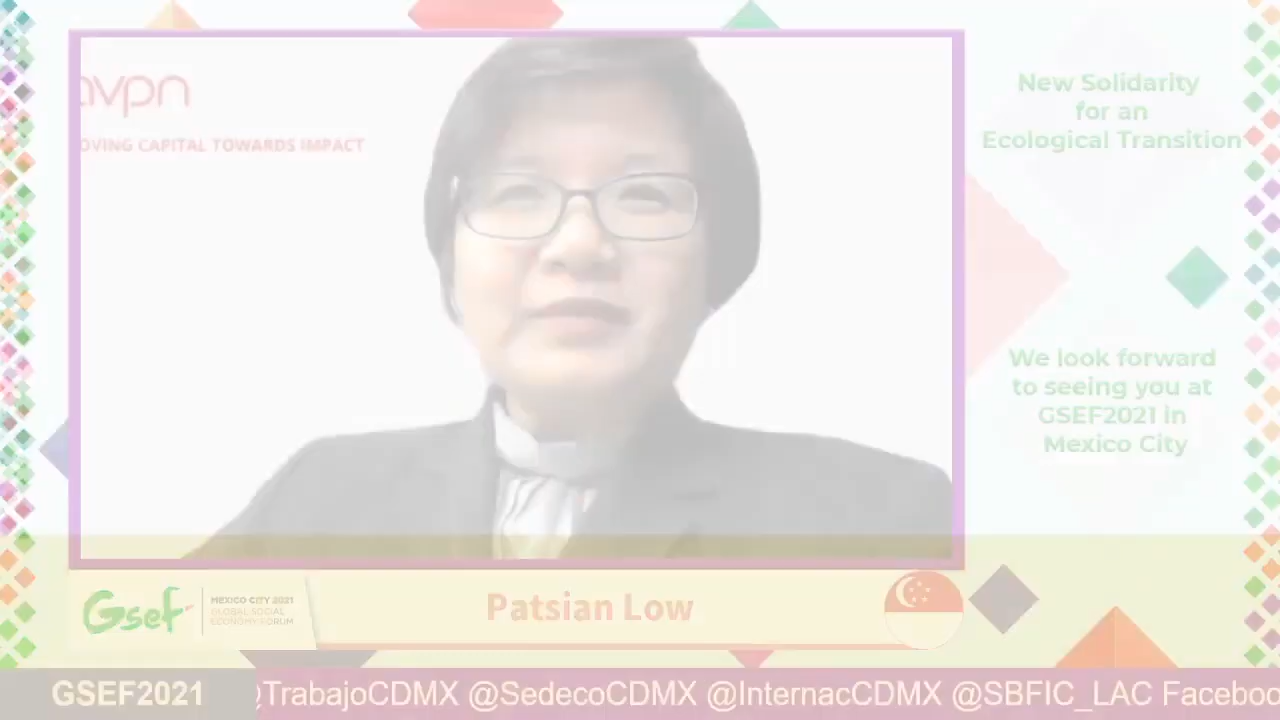 avpn
OVING CAPITAL TOWARDS IMPACT
New Solidarity
for an
Ecological Transition
We look forward
to seeing you at
GSEF2021 in
Mexico City
Gsef
MEXICO CITY 2021
GLOBAL SOCIAL
ECONOMY FORUM
Patsian Low
GSEF2021
@TrabajoCDMX @SedecoCDMX @InternacCDMX @SBFIC_LAC Faceboo